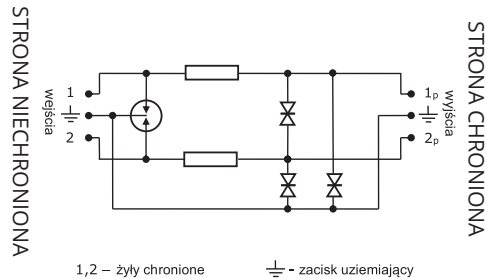 STRONA NIECHRONIONA
wejścia
1
2
1p
2p
wyjścia
STRONA CHRONIONA
1,2 – żyły chronione
- zacisk uziemiający